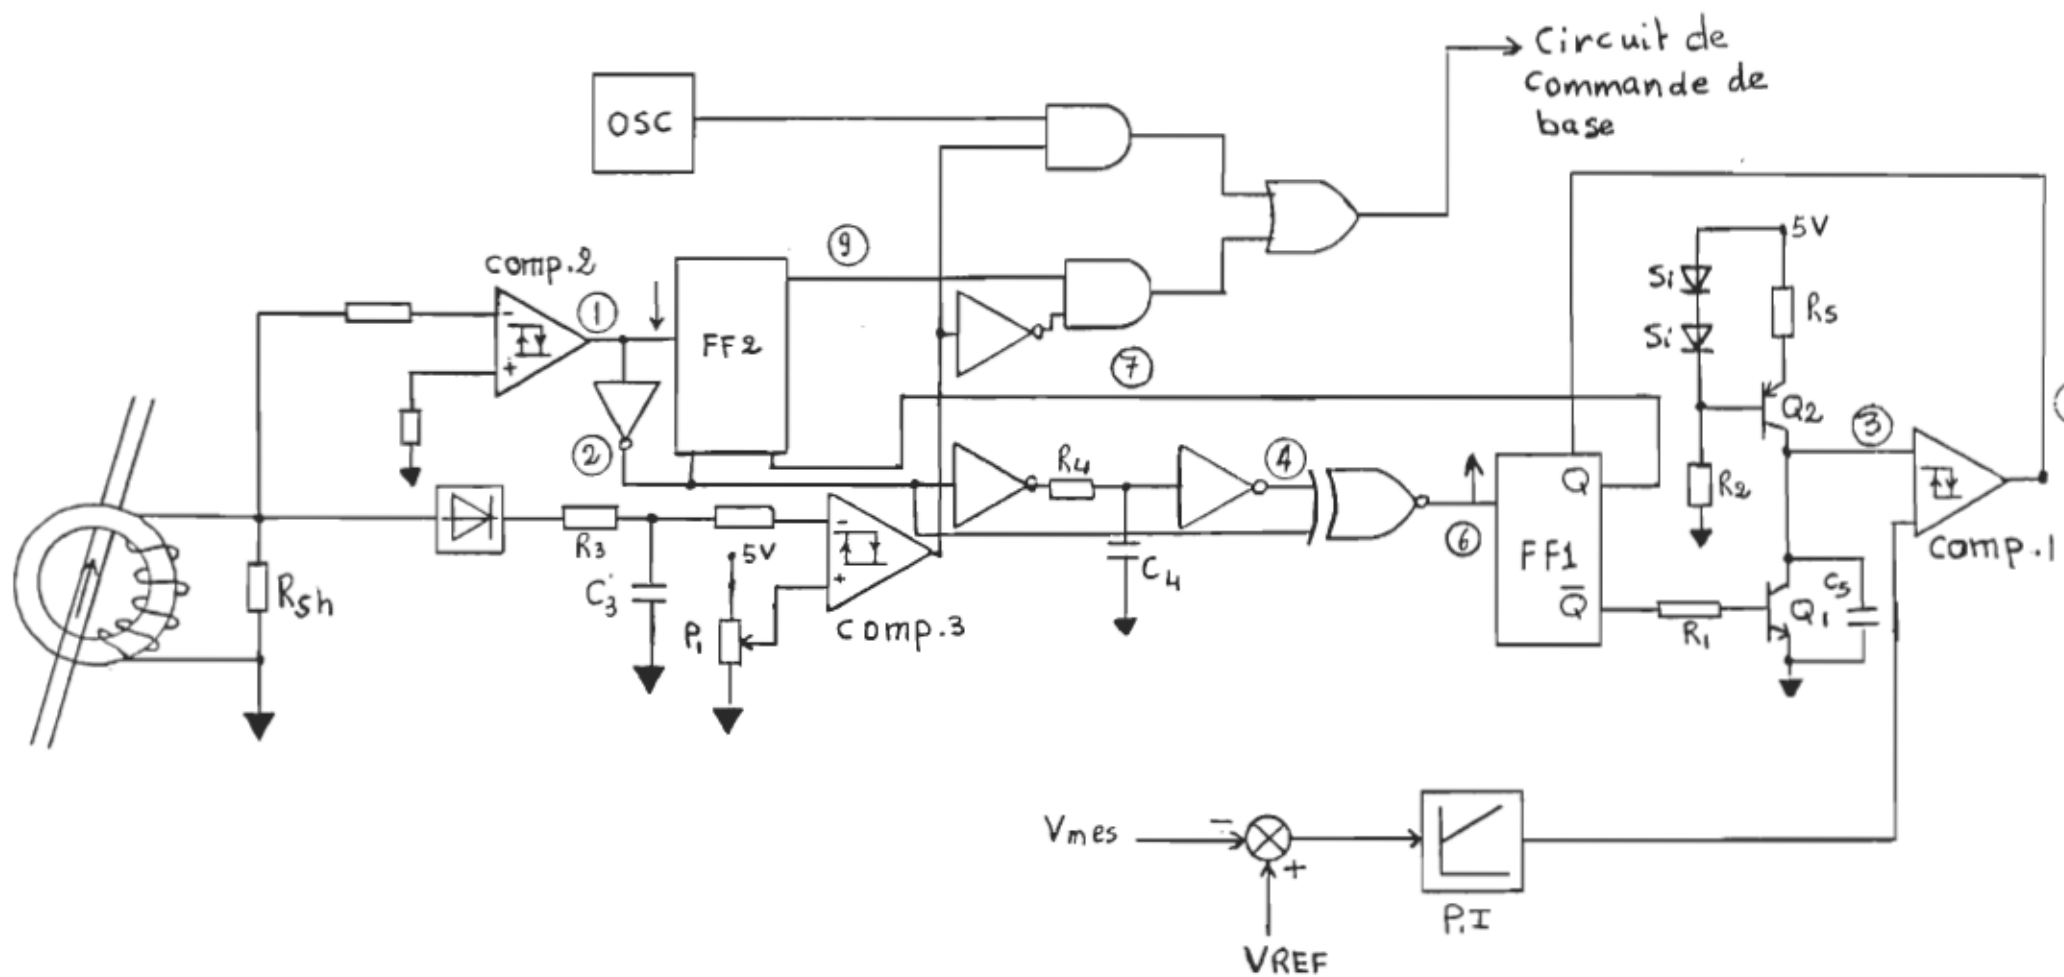 Circuit de
commande de
base
OSC
comp.2
1
9
FF2
2
7
5V
Si
Si
R5
Q2
3
R2
comp.1
R4
4
C4
6
Q
FF1
Q̅
R1
Q1
C5
Rsh
R3
C3
5V
P1
comp.3
Vmes
VREF
P.I
-
+
-
+
-
+